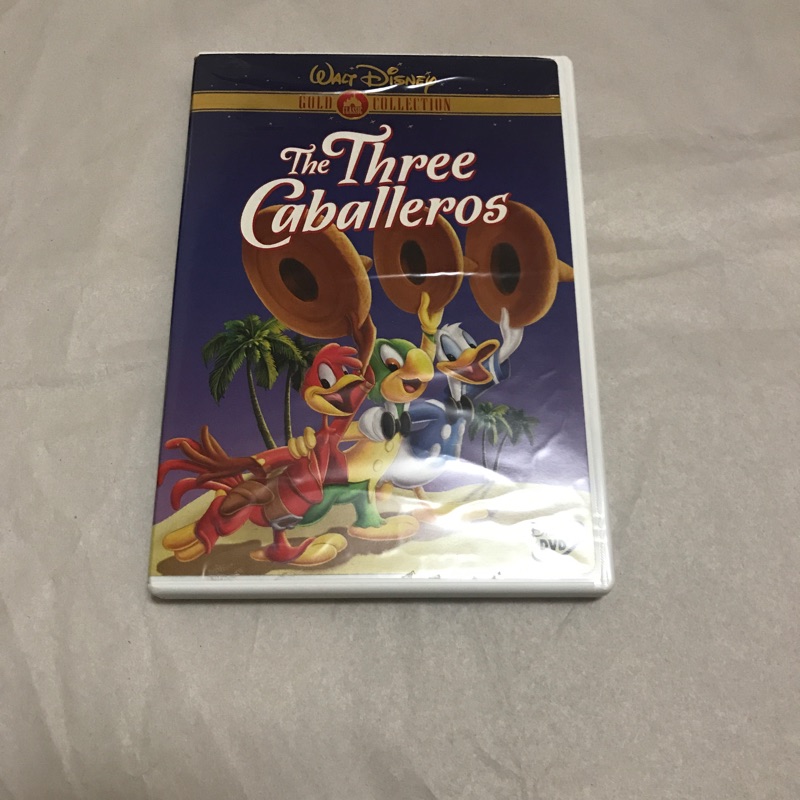 WALT DISNEY
GOLD COLLECTION
The Three
Caballeros
DVD